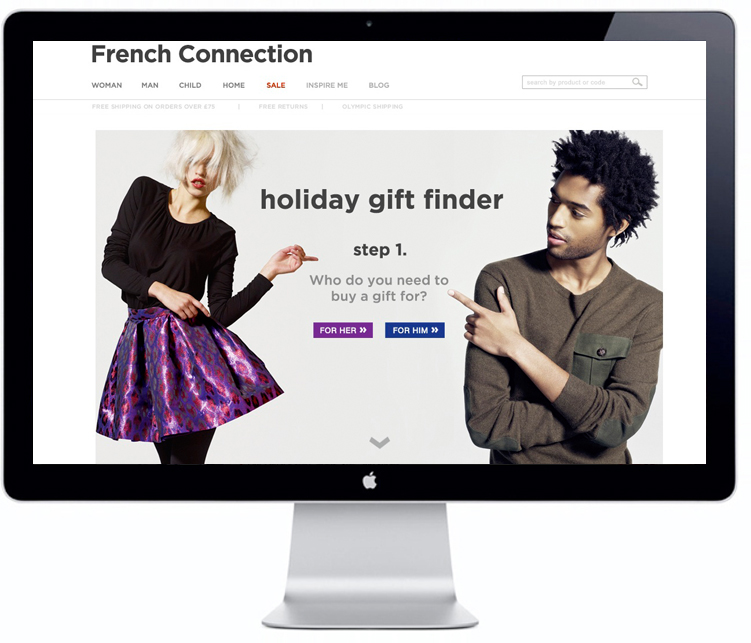 French Connection
WOMAN MAN CHILD HOME SALE INSPIRE ME BLOG
search by product or code
FREE SHIPPING ON ORDERS OVER £75 | FREE RETURNS | OLYMPIC SHIPPING
holiday gift finder
step 1.
Who do you need to
buy a gift for?
FOR HER »
FOR HIM »